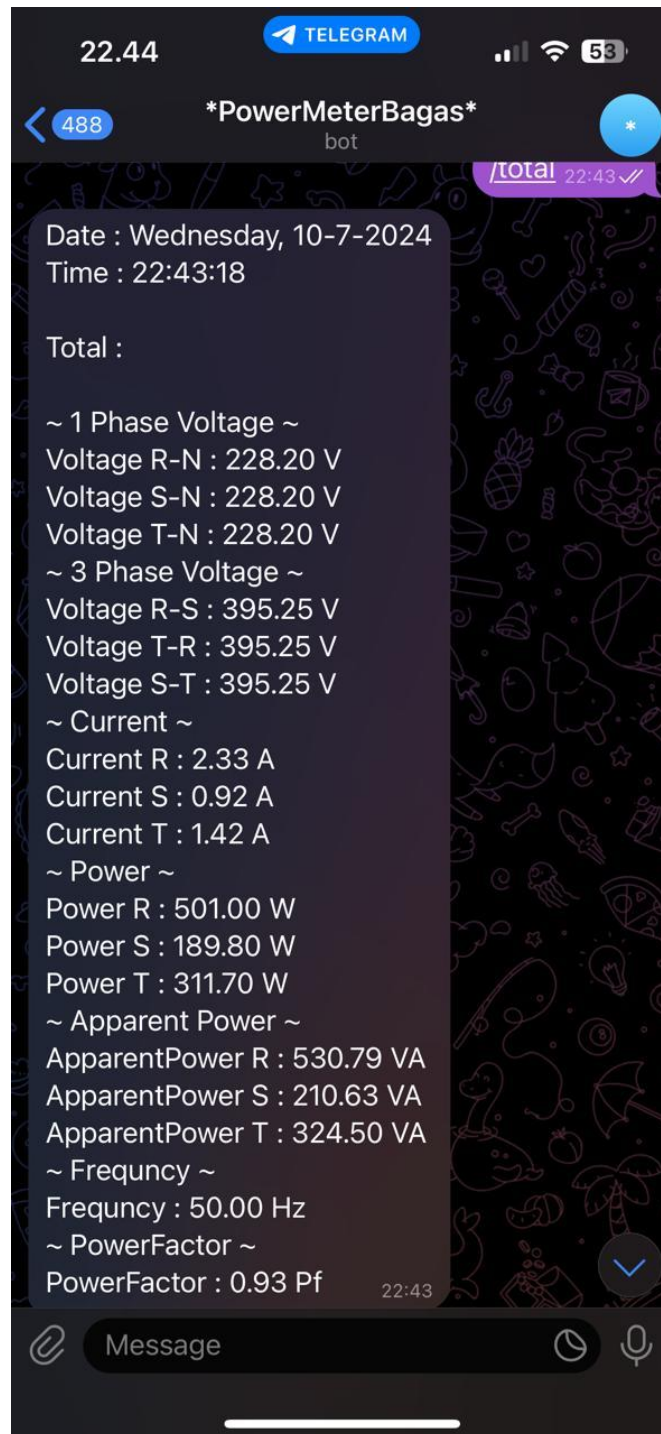 22.44
TELEGRAM
53
488
*PowerMeterBagas*
bot
*
/total 22:43
Date : Wednesday, 10-7-2024
Time : 22:43:18
Total :
~ 1 Phase Voltage ~
Voltage R-N : 228.20 V
Voltage S-N : 228.20 V
Voltage T-N : 228.20 V
~ 3 Phase Voltage ~
Voltage R-S : 395.25 V
Voltage T-R : 395.25 V
Voltage S-T : 395.25 V
~ Current ~
Current R : 2.33 A
Current S : 0.92 A
Current T : 1.42 A
~ Power ~
Power R : 501.00 W
Power S : 189.80 W
Power T : 311.70 W
~ Apparent Power ~
ApparentPower R : 530.79 VA
ApparentPower S : 210.63 VA
ApparentPower T : 324.50 VA
~ Frequncy ~
Frequncy : 50.00 Hz
~ PowerFactor ~
PowerFactor : 0.93 Pf 22:43
Message